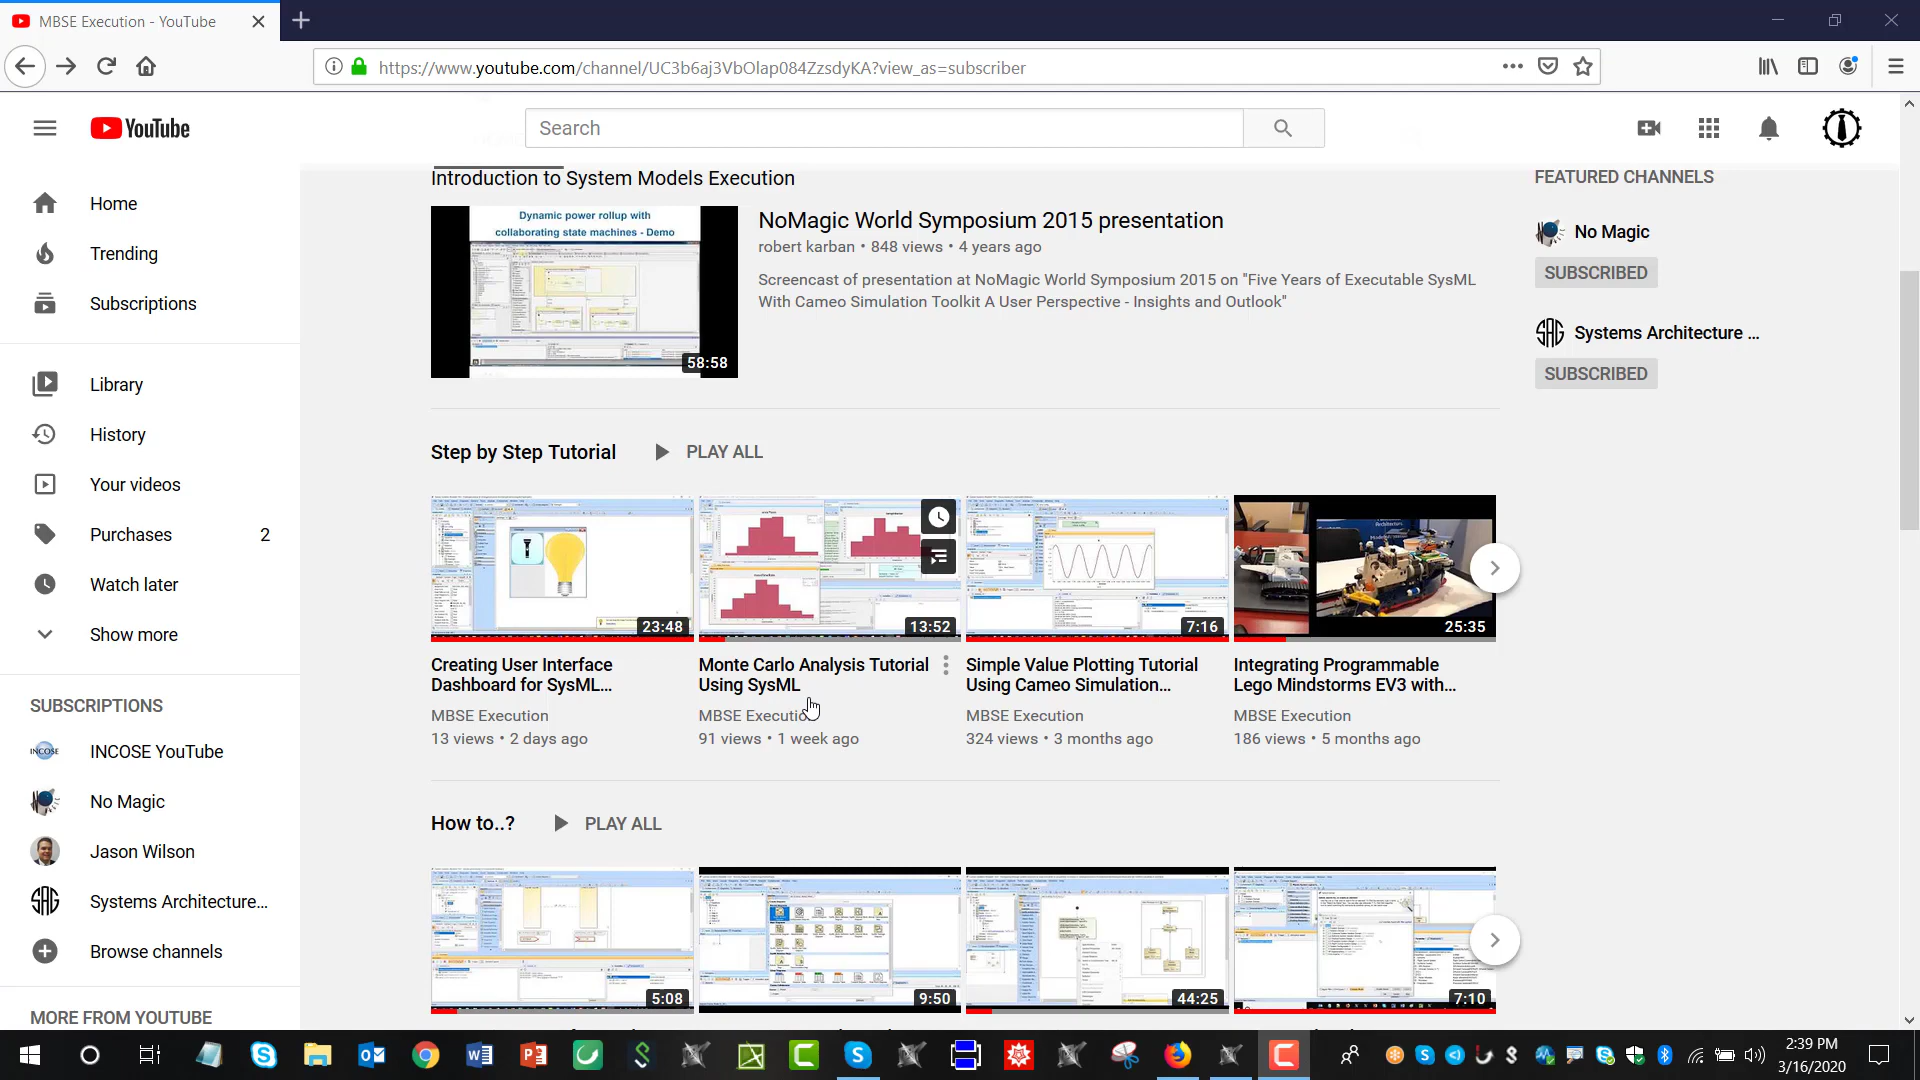 MBSE Execution - YouTube
https://www.youtube.com/channel/UC3b6aj3VbOlap084ZzsdyKA?view_as=subscriber
YouTube
Search
Home
Trending
Subscriptions
Library
History
Your videos
Purchases 2
Watch later
Show more
SUBSCRIPTIONS
INCOSE YouTube
No Magic
Jason Wilson
Systems Architecture...
Browse channels
MORE FROM YOUTUBE
Introduction to System Models Execution
Dynamic power rollup with
collaborating state machines - Demo
58:58
NoMagic World Symposium 2015 presentation
robert karban • 848 views • 4 years ago
Screencast of presentation at NoMagic World Symposium 2015 on "Five Years of Executable SysML
With Cameo Simulation Toolkit A User Perspective - Insights and Outlook"
Step by Step Tutorial PLAY ALL
23:48
Creating User Interface
Dashboard for SysML...
MBSE Execution
13 views • 2 days ago
13:52
Monte Carlo Analysis Tutorial
Using SysML
MBSE Execution
91 views • 1 week ago
7:16
Simple Value Plotting Tutorial
Using Cameo Simulation...
MBSE Execution
324 views • 3 months ago
25:35
Integrating Programmable
Lego Mindstorms EV3 with...
MBSE Execution
186 views • 5 months ago
How to..? PLAY ALL
5:08
9:50
44:25
7:10
FEATURED CHANNELS
No Magic
SUBSCRIBED
Systems Architecture ...
SUBSCRIBED
2:39 PM
3/16/2020